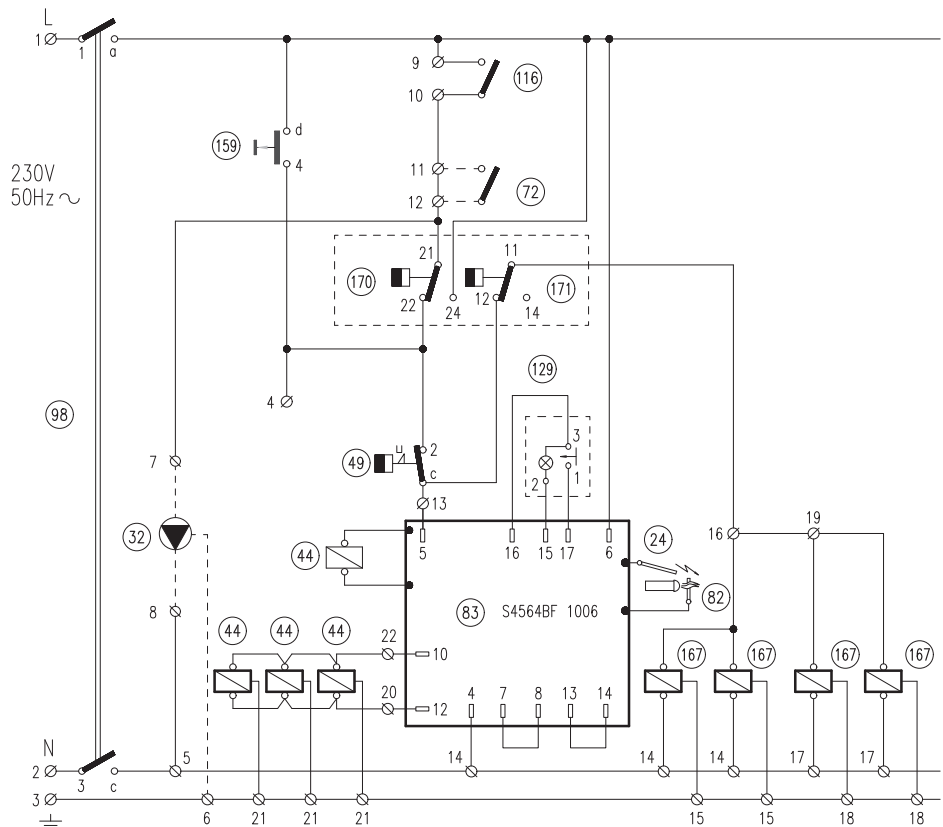 L
1
1 a
9
116
10
d
159
4
230V
50Hz ~
11
72
12
21 11
170 171
22 24 12 14
129
4
98
3
2
49 u
c
2 1
7
13
16 19
32
5 16 15 17 6
24
44
82
83 S4564BF 1006
8
44 44 44 22
10
167 167 167 167
20
12
4 7 8 13 14
N
5 14 14 14 17 17
2
3 c
3
6 21 21 21 15 15 18 18